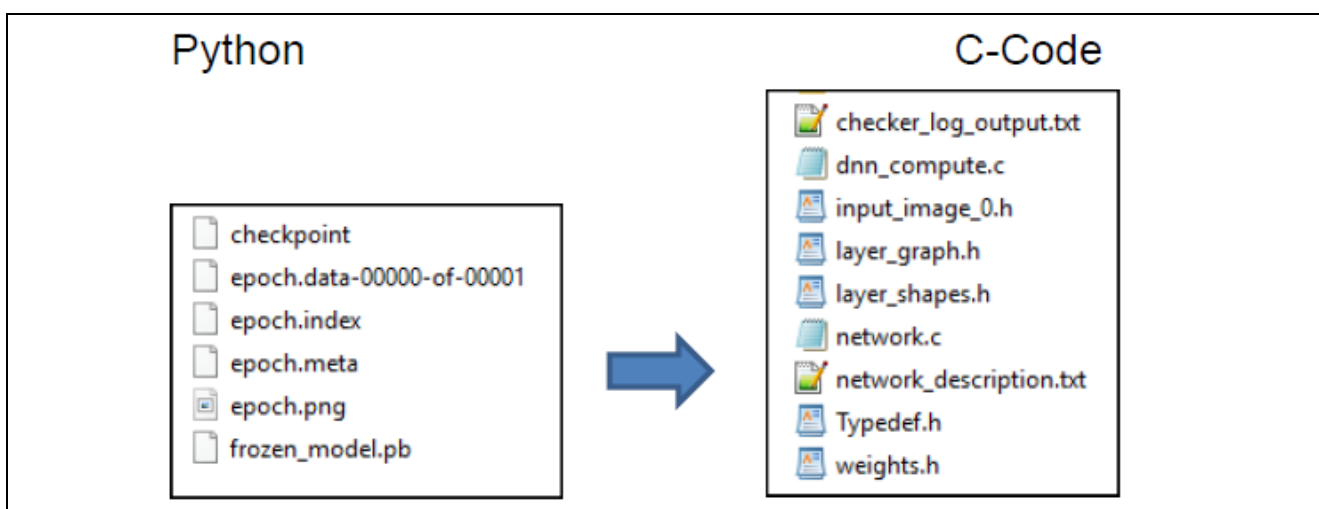 Python
checkpoint
epoch.data-00000-of-00001
epoch.index
epoch.meta
epoch.png
frozen_model.pb
C-Code
checker_log_output.txt
dnn_compute.c
input_image_0.h
layer_graph.h
layer_shapes.h
network.c
network_description.txt
Typedef.h
weights.h